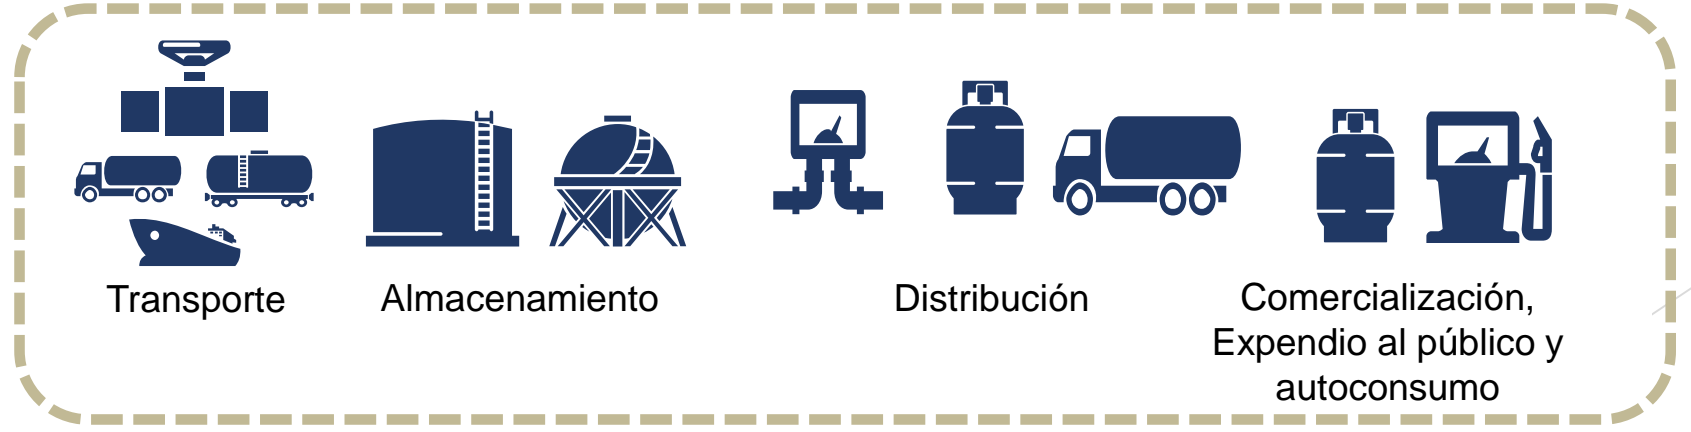 Transporte
Almacenamiento
Distribución
Comercialización,
Expendio al público y
autoconsumo